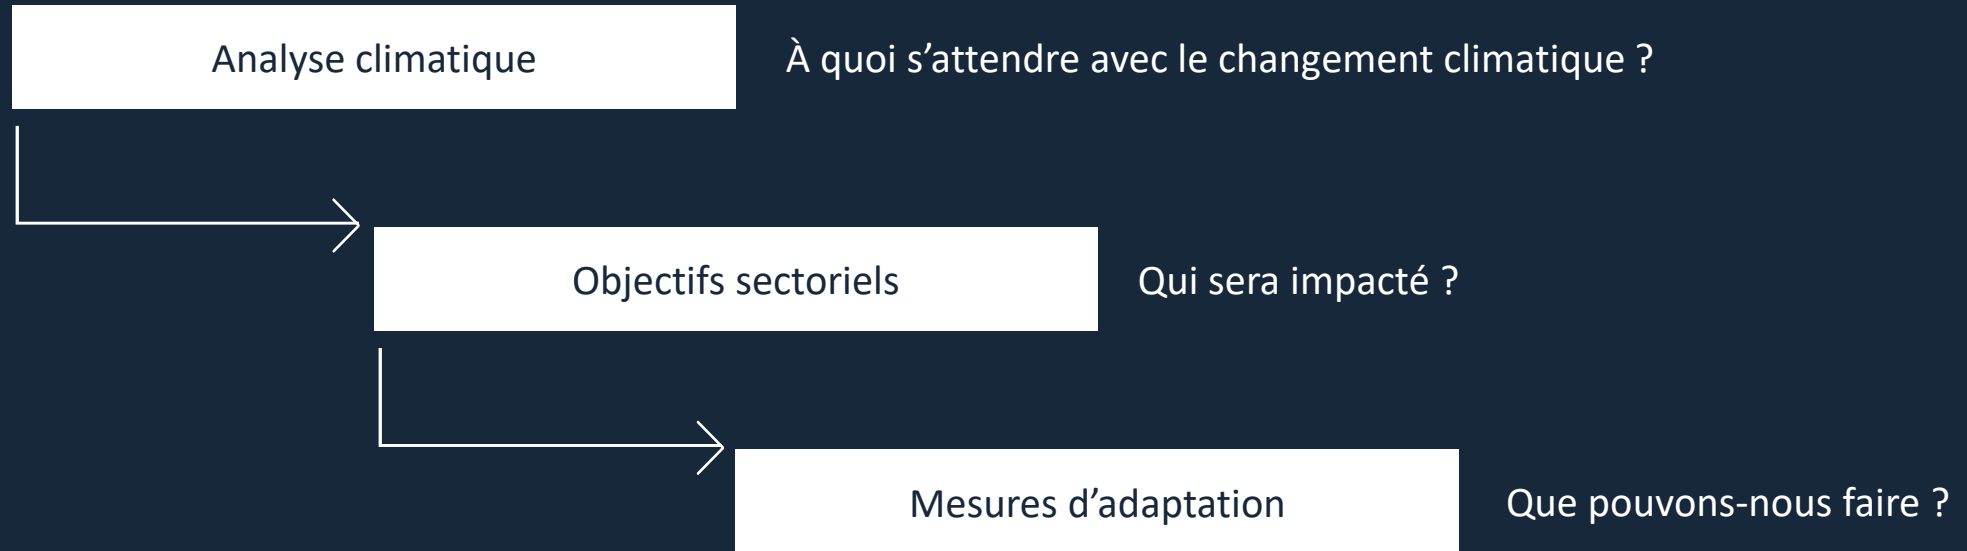 Analyse climatique
À quoi s’attendre avec le changement climatique ?
Objectifs sectoriels
Qui sera impacté ?
Mesures d’adaptation
Que pouvons-nous faire ?